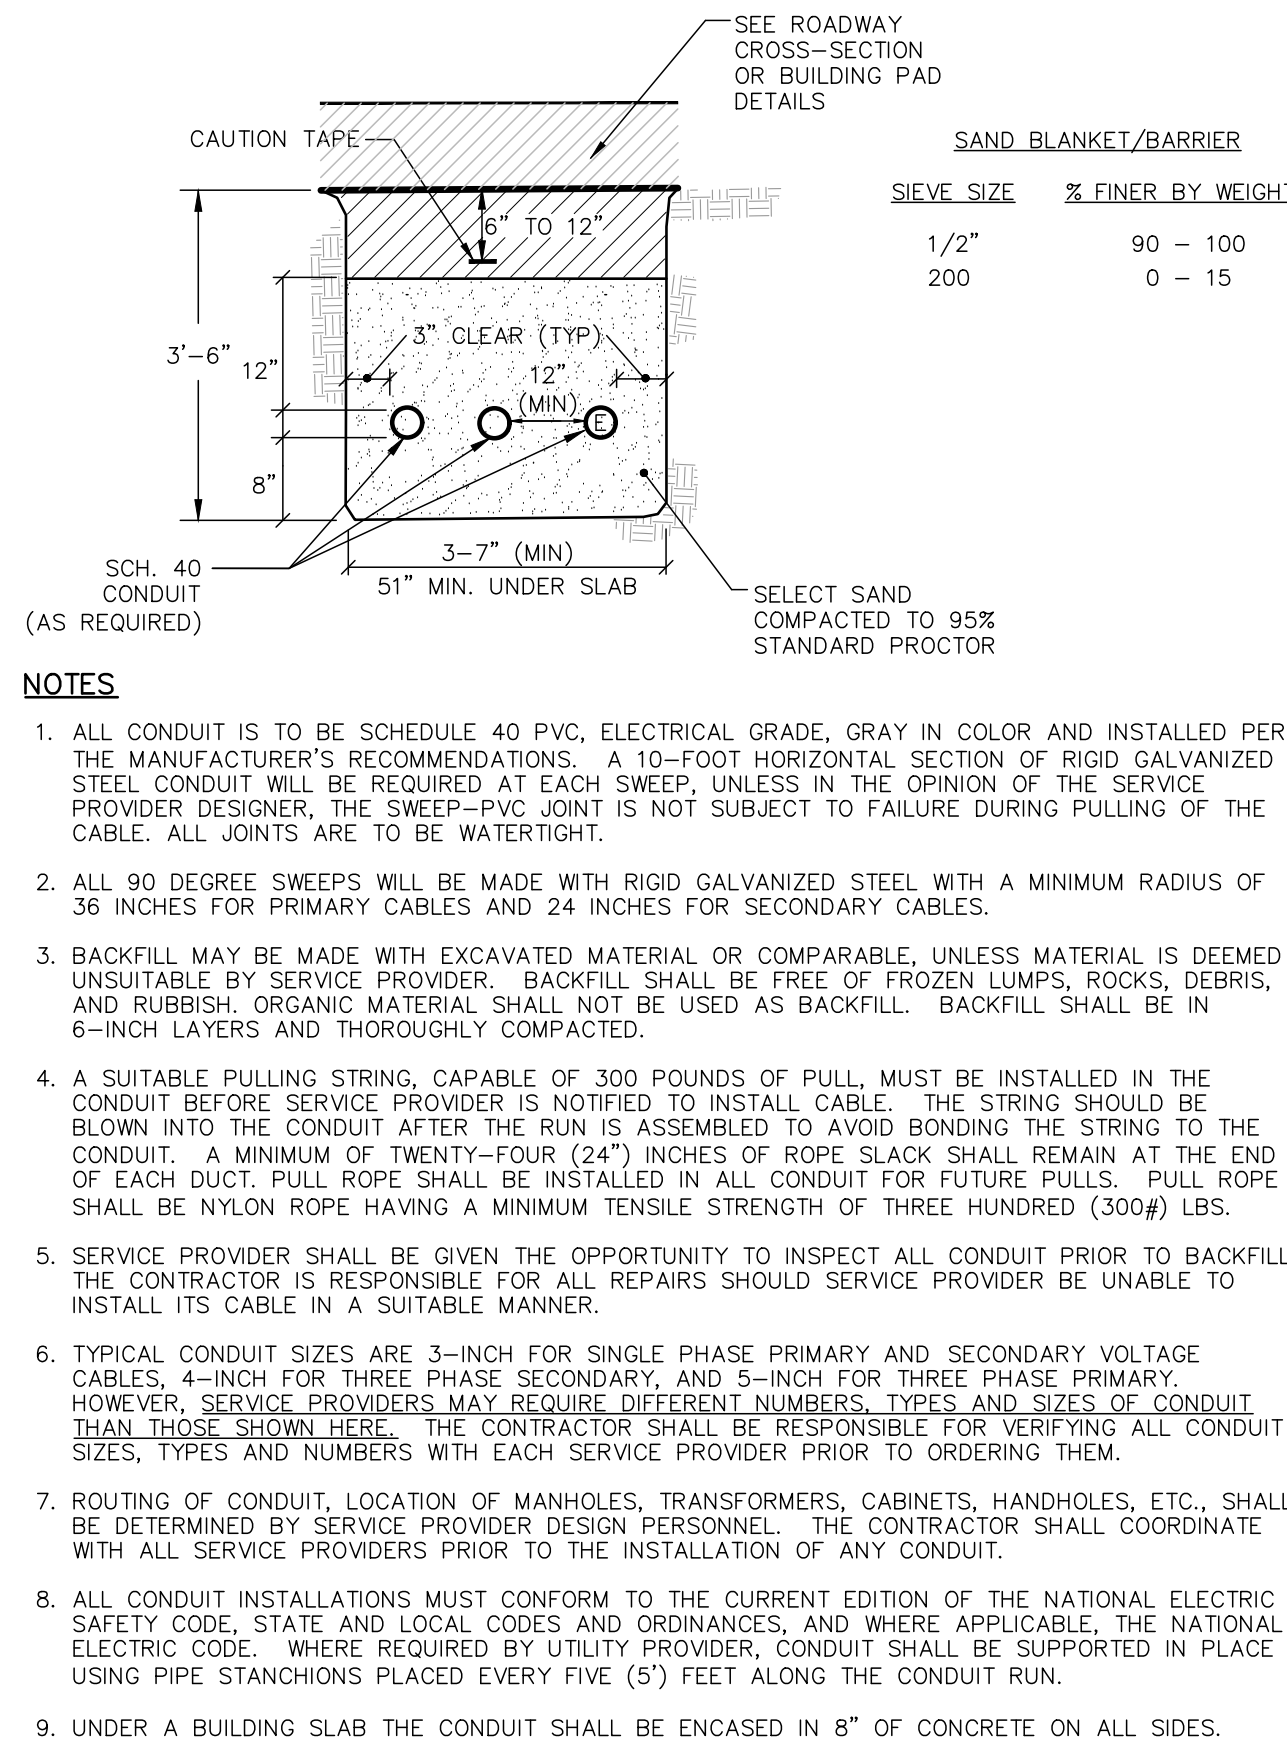 SEE ROADWAY
CROSS–SECTION
OR BUILDING PAD
DETAILS
CAUTION TAPE
SAND BLANKET/BARRIER
SIEVE SIZE % FINER BY WEIGHT
1/2" 90 – 100
200 0 – 15
6" TO 12"
3" CLEAR (TYP)
3'–6"
12"
12"
(MIN)
E
8"
3–7" (MIN)
51" MIN. UNDER SLAB
SCH. 40
CONDUIT
(AS REQUIRED)
SELECT SAND
COMPACTED TO 95%
STANDARD PROCTOR
NOTES
1. ALL CONDUIT IS TO BE SCHEDULE 40 PVC, ELECTRICAL GRADE, GRAY IN COLOR AND INSTALLED PER
THE MANUFACTURER'S RECOMMENDATIONS. A 10–FOOT HORIZONTAL SECTION OF RIGID GALVANIZED
STEEL CONDUIT WILL BE REQUIRED AT EACH SWEEP, UNLESS IN THE OPINION OF THE SERVICE
PROVIDER DESIGNER, THE SWEEP–PVC JOINT IS NOT SUBJECT TO FAILURE DURING PULLING OF THE
CABLE. ALL JOINTS ARE TO BE WATERTIGHT.
2. ALL 90 DEGREE SWEEPS WILL BE MADE WITH RIGID GALVANIZED STEEL WITH A MINIMUM RADIUS OF
36 INCHES FOR PRIMARY CABLES AND 24 INCHES FOR SECONDARY CABLES.
3. BACKFILL MAY BE MADE WITH EXCAVATED MATERIAL OR COMPARABLE, UNLESS MATERIAL IS DEEMED
UNSUITABLE BY SERVICE PROVIDER. BACKFILL SHALL BE FREE OF FROZEN LUMPS, ROCKS, DEBRIS,
AND RUBBISH. ORGANIC MATERIAL SHALL NOT BE USED AS BACKFILL. BACKFILL SHALL BE IN
6–INCH LAYERS AND THOROUGHLY COMPACTED.
4. A SUITABLE PULLING STRING, CAPABLE OF 300 POUNDS OF PULL, MUST BE INSTALLED IN THE
CONDUIT BEFORE SERVICE PROVIDER IS NOTIFIED TO INSTALL CABLE. THE STRING SHOULD BE
BLOWN INTO THE CONDUIT AFTER THE RUN IS ASSEMBLED TO AVOID BONDING THE STRING TO THE
CONDUIT. A MINIMUM OF TWENTY–FOUR (24") INCHES OF ROPE SLACK SHALL REMAIN AT THE END
OF EACH DUCT. PULL ROPE SHALL BE INSTALLED IN ALL CONDUIT FOR FUTURE PULLS. PULL ROPE
SHALL BE NYLON ROPE HAVING A MINIMUM TENSILE STRENGTH OF THREE HUNDRED (300#) LBS.
5. SERVICE PROVIDER SHALL BE GIVEN THE OPPORTUNITY TO INSPECT ALL CONDUIT PRIOR TO BACKFILL
THE CONTRACTOR IS RESPONSIBLE FOR ALL REPAIRS SHOULD SERVICE PROVIDER BE UNABLE TO
INSTALL ITS CABLE IN A SUITABLE MANNER.
6. TYPICAL CONDUIT SIZES ARE 3–INCH FOR SINGLE PHASE PRIMARY AND SECONDARY VOLTAGE
CABLES, 4–INCH FOR THREE PHASE SECONDARY, AND 5–INCH FOR THREE PHASE PRIMARY.
HOWEVER, SERVICE PROVIDERS MAY REQUIRE DIFFERENT NUMBERS, TYPES AND SIZES OF CONDUIT
THAN THOSE SHOWN HERE. THE CONTRACTOR SHALL BE RESPONSIBLE FOR VERIFYING ALL CONDUIT
SIZES, TYPES AND NUMBERS WITH EACH SERVICE PROVIDER PRIOR TO ORDERING THEM.
7. ROUTING OF CONDUIT, LOCATION OF MANHOLES, TRANSFORMERS, CABINETS, HANDHOLES, ETC., SHALL
BE DETERMINED BY SERVICE PROVIDER DESIGN PERSONNEL. THE CONTRACTOR SHALL COORDINATE
WITH ALL SERVICE PROVIDERS PRIOR TO THE INSTALLATION OF ANY CONDUIT.
8. ALL CONDUIT INSTALLATIONS MUST CONFORM TO THE CURRENT EDITION OF THE NATIONAL ELECTRIC
SAFETY CODE, STATE AND LOCAL CODES AND ORDINANCES, AND WHERE APPLICABLE, THE NATIONAL
ELECTRIC CODE. WHERE REQUIRED BY UTILITY PROVIDER, CONDUIT SHALL BE SUPPORTED IN PLACE
USING PIPE STANCHIONS PLACED EVERY FIVE (5') FEET ALONG THE CONDUIT RUN.
9. UNDER A BUILDING SLAB THE CONDUIT SHALL BE ENCASED IN 8" OF CONCRETE ON ALL SIDES.